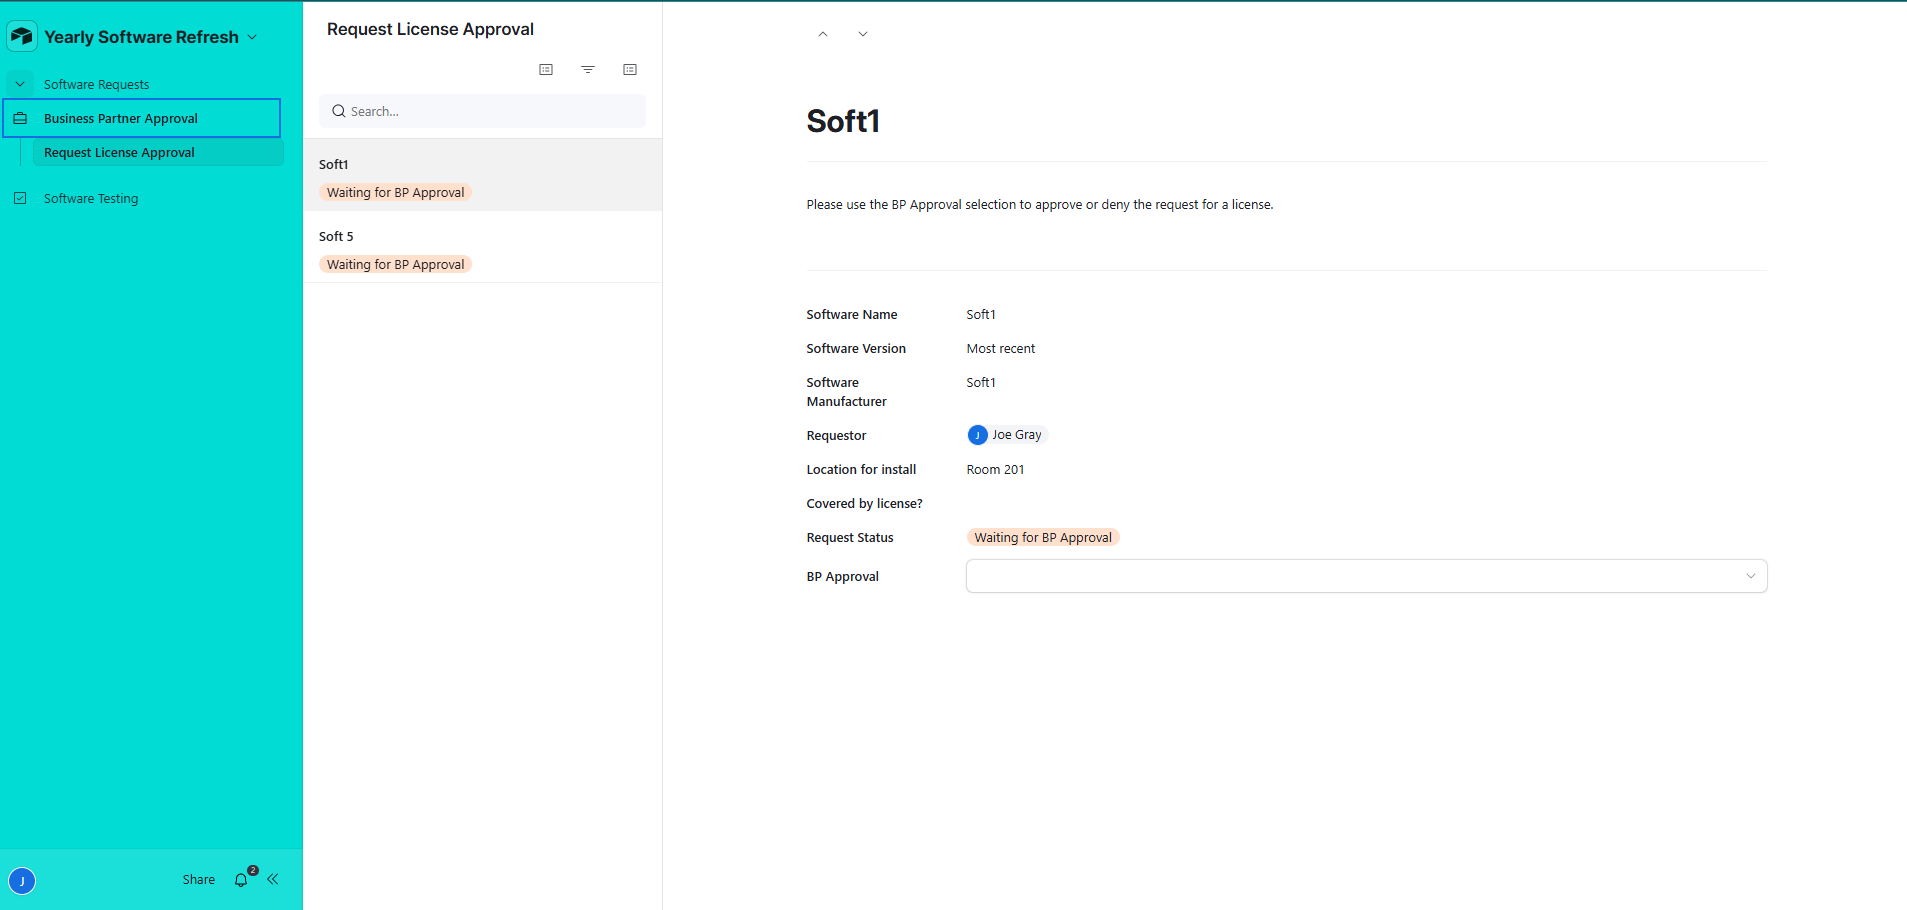 Yearly Software Refresh
Software Requests
Business Partner Approval
Request License Approval
Software Testing
J
Share
2
Request License Approval
Search...
Soft1
Waiting for BP Approval
Soft 5
Waiting for BP Approval
Soft1
Please use the BP Approval selection to approve or deny the request for a license.
Software Name Soft1
Software Version Most recent
Software
Manufacturer Soft1
Requestor J Joe Gray
Location for install Room 201
Covered by license?
Request Status Waiting for BP Approval
BP Approval